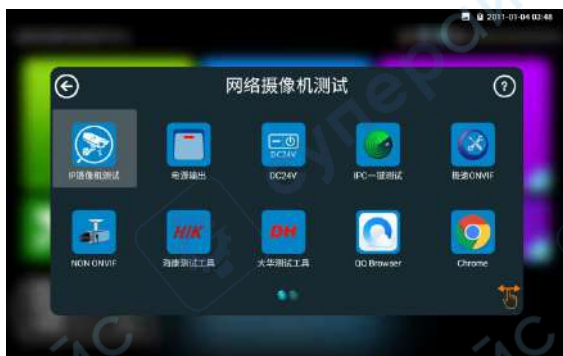 2011-01-04 03:48
网络摄像机测试
?
IP摄像机测试
电源输出
DC24V
DC24V
IPC一键测试
极速ONVIF
NON ONVIF
HIK
海康测试工具
DH
大华测试工具
QQ Browser
Chrome
суперайс